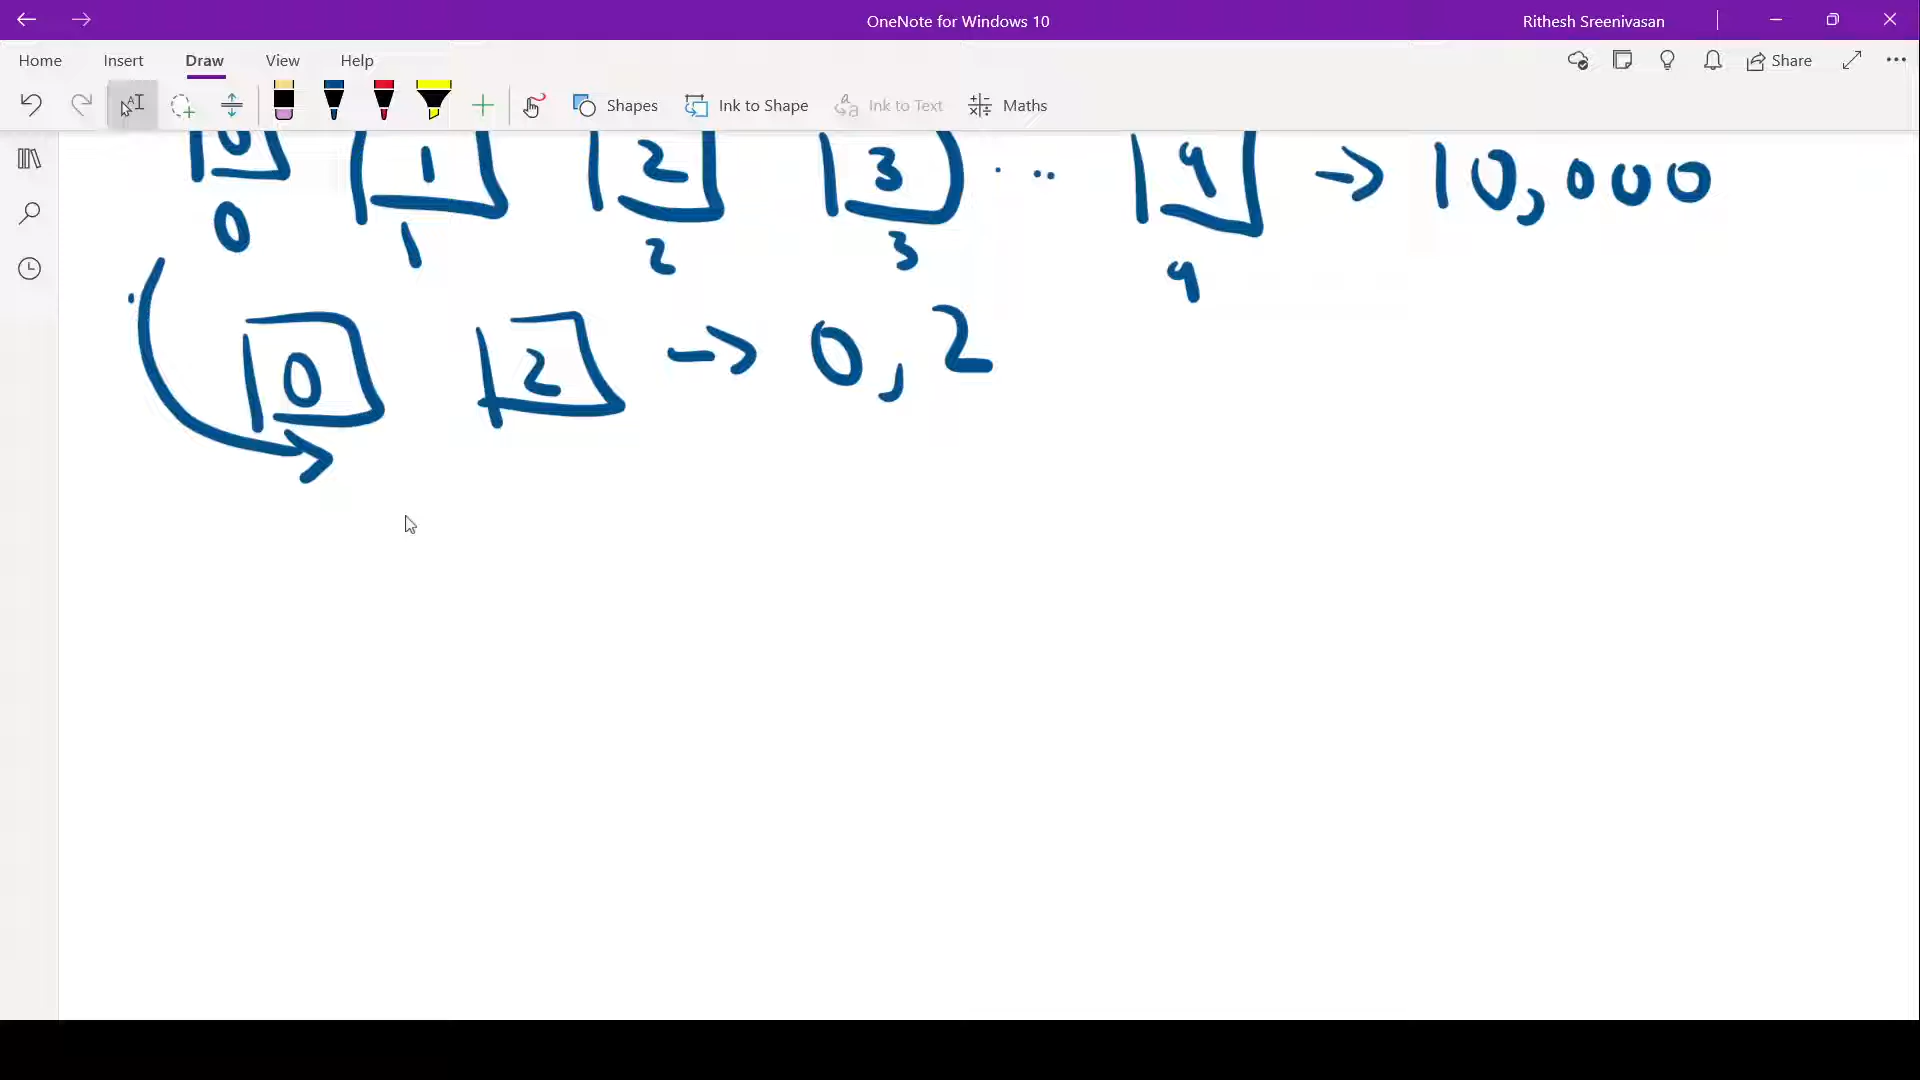 OneNote for Windows 10 Rithesh Sreenivasan
Home Insert Draw View Help Share
Shapes Ink to Shape Ink to Text Maths
0 1 2 3 ... 9 -> 10,000
0 1 2 3 9
0 2 -> 0, 2